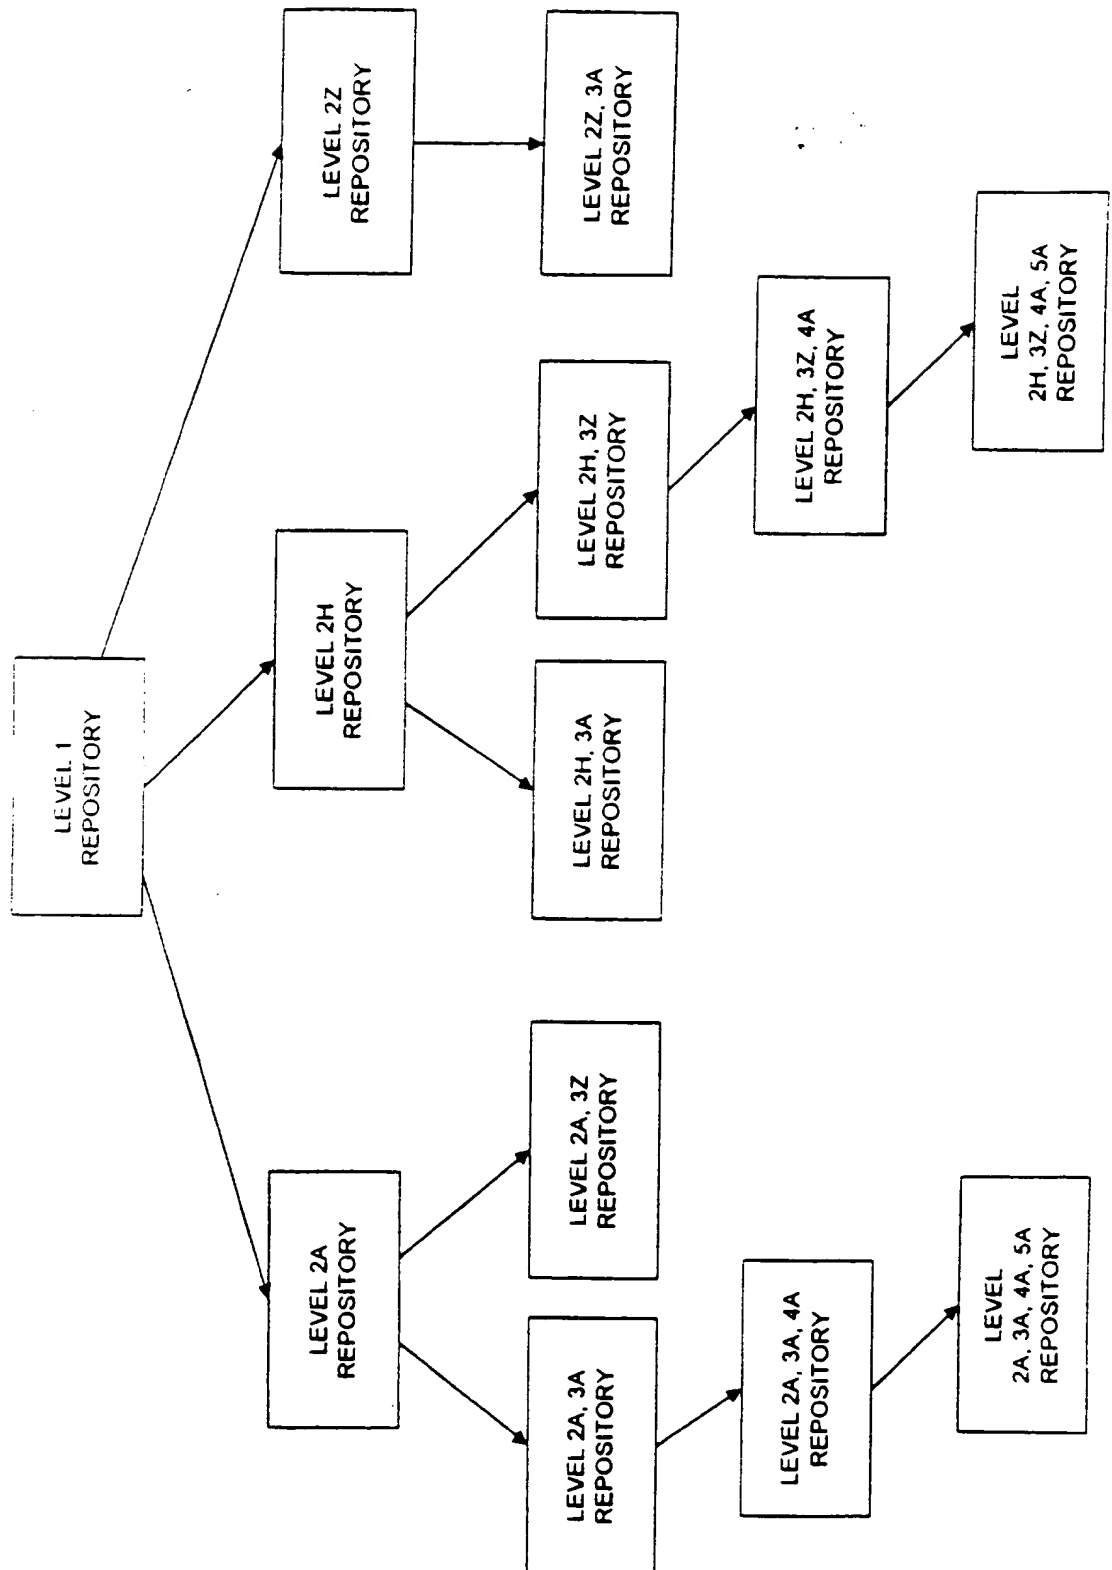 LEVEL 1
REPOSITORY
LEVEL 2A
REPOSITORY
LEVEL 2H
REPOSITORY
LEVEL 2Z
REPOSITORY
LEVEL 2A, 3A
REPOSITORY
LEVEL 2A, 3Z
REPOSITORY
LEVEL 2H, 3A
REPOSITORY
LEVEL 2H, 3Z
REPOSITORY
LEVEL 2Z, 3A
REPOSITORY
LEVEL 2A, 3A, 4A
REPOSITORY
LEVEL 2H, 3Z, 4A
REPOSITORY
LEVEL
2A, 3A, 4A, 5A
REPOSITORY
LEVEL
2H, 3Z, 4A, 5A
REPOSITORY